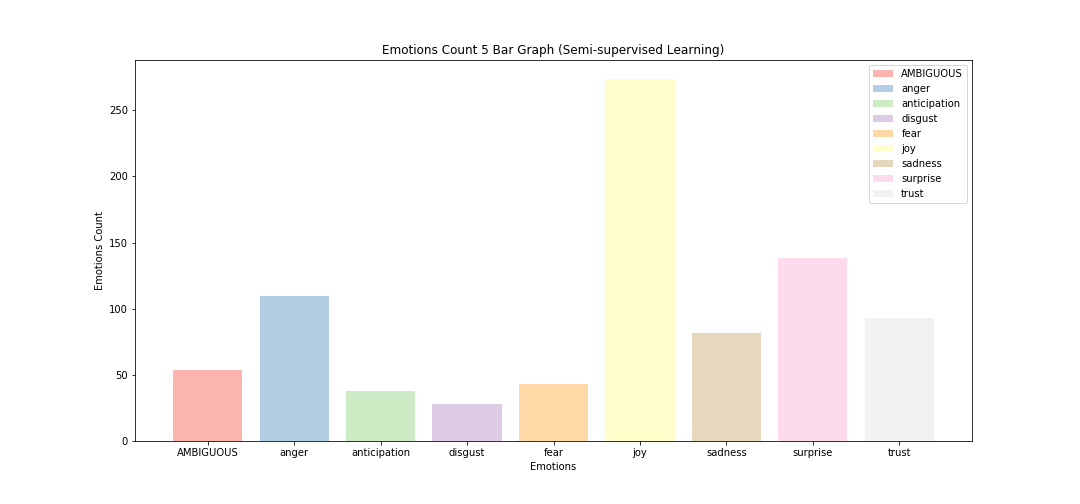 Emotions Count 5 Bar Graph (Semi-supervised Learning)
AMBIGUOUS
anger
anticipation
disgust
fear
joy
sadness
surprise
trust
Emotions Count
250
200
150
100
50
0
AMBIGUOUS anger anticipation disgust fear joy sadness surprise trust
Emotions